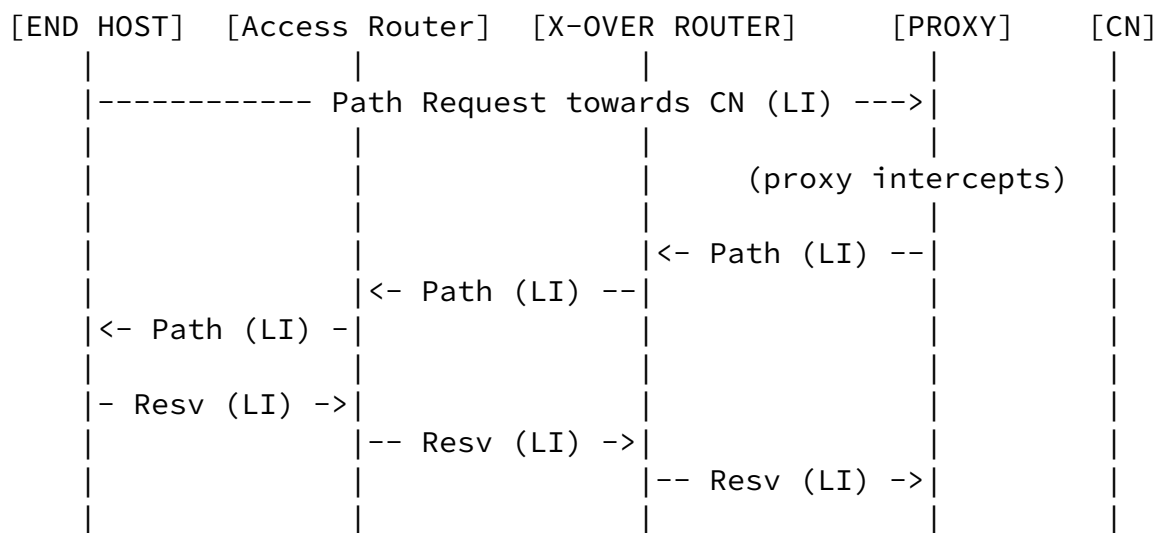 [END HOST] [Access Router] [X-OVER ROUTER] [PROXY] [CN]
|------------ Path Request towards CN (LI) --->|
(proxy intercepts)
|<- Path (LI) --|
|<- Path (LI) --|
|<- Path (LI) -|
|- Resv (LI) ->|
|-- Resv (LI) ->|
|-- Resv (LI) ->|